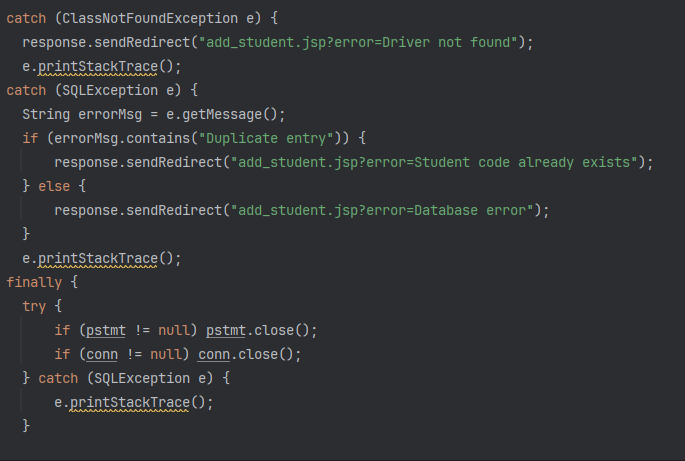 catch (ClassNotFoundException e) {
  response.sendRedirect("add_student.jsp?error=Driver not found");
  e.printStackTrace();
catch (SQLException e) {
  String errorMsg = e.getMessage();
  if (errorMsg.contains("Duplicate entry")) {
      response.sendRedirect("add_student.jsp?error=Student code already exists");
  } else {
      response.sendRedirect("add_student.jsp?error=Database error");
  }
  e.printStackTrace();
finally {
  try {
      if (pstmt != null) pstmt.close();
      if (conn != null) conn.close();
  } catch (SQLException e) {
      e.printStackTrace();
  }